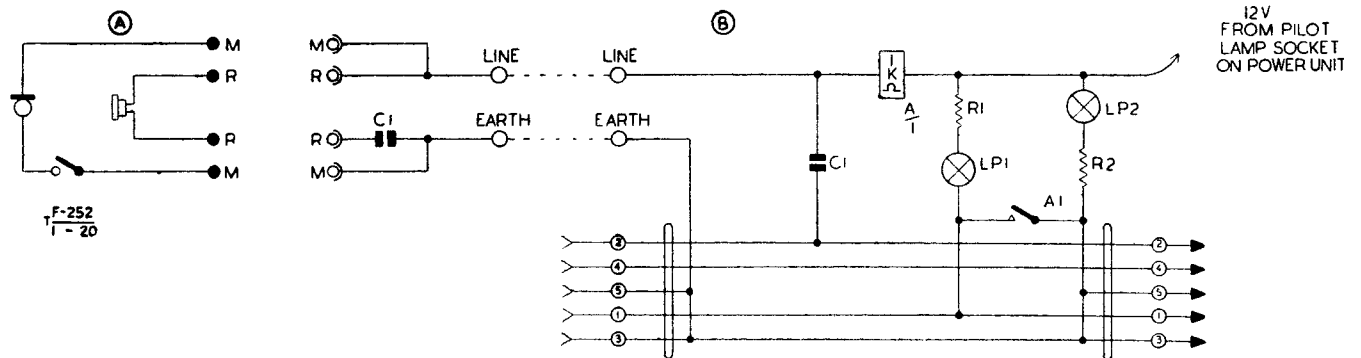 A
M
R
R
M
T F-252
1 - 20
M
R
C1
R
M
LINE
LINE
EARTH
EARTH
B
1
K
Ω
A
1
C1
R1
LP1
LP2
R2
A1
12V
FROM PILOT
LAMP SOCKET
ON POWER UNIT
2
4
5
1
3
2
4
5
1
3